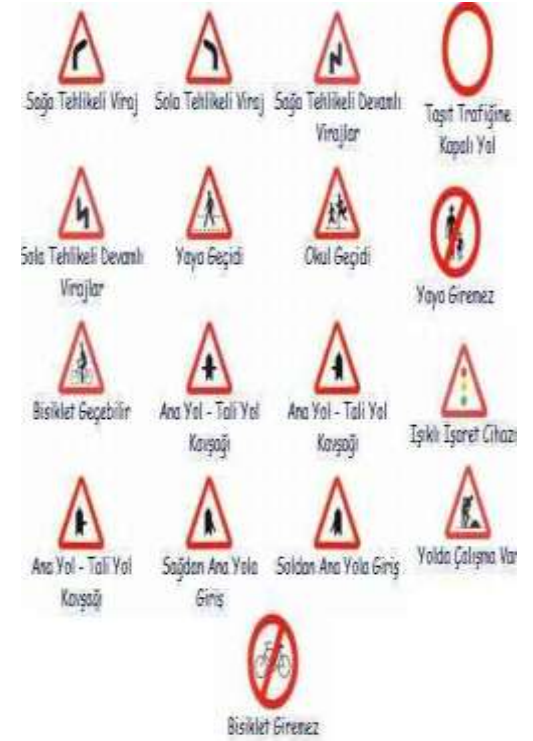 Sağa Tehlikeli Viraj
Sola Tehlikeli Viraj
Sağa Tehlikeli Devamlı
Virajlar
Taşıt Trafiğine
Kapalı Yol
Sola Tehlikeli Devamlı
Virajlar
Yaya Geçidi
Okul Geçidi
Yaya Giremez
Bisiklet Geçebilir
Ana Yol - Tali Yol
Kavşağı
Ana Yol - Tali Yol
Kavşağı
Işıklı İşaret Cihazı
Ana Yol - Tali Yol
Kavşağı
Sağdan Ana Yola
Giriş
Soldan Ana Yola Giriş
Yolda Çalışma Var
Bisiklet Giremez